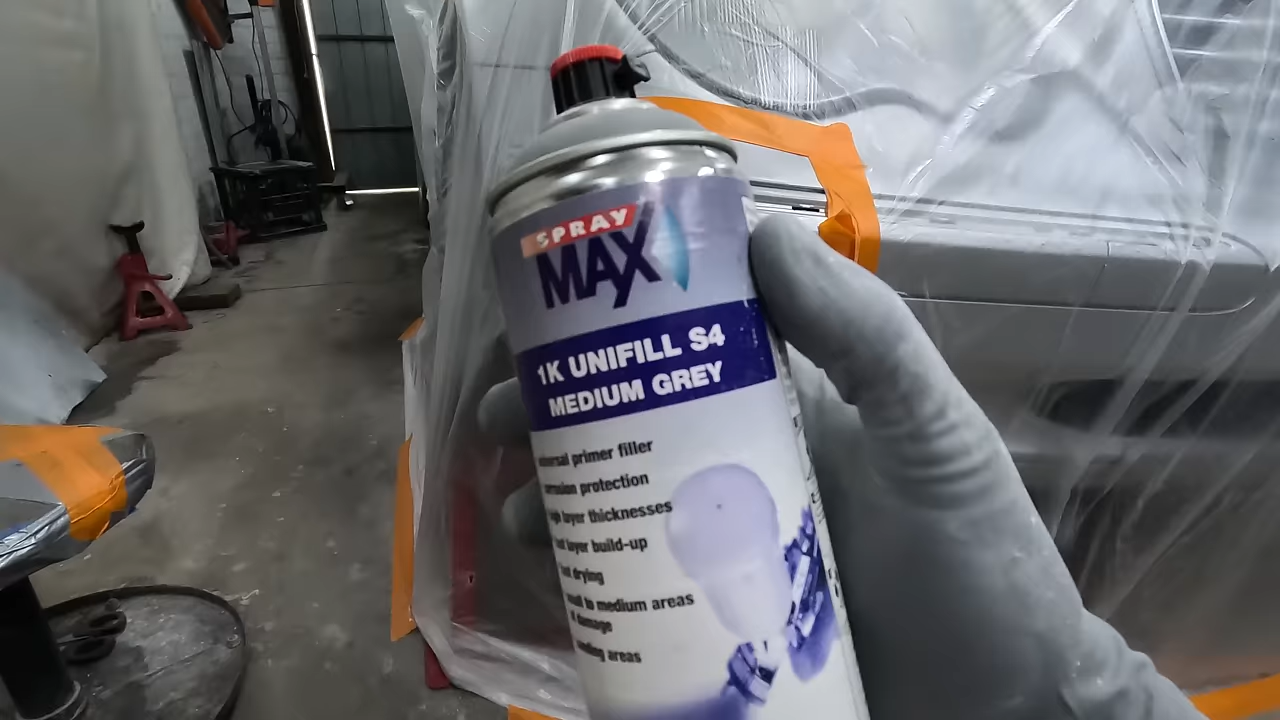 SPRAY
MAX
1K UNIFILL S4
MEDIUM GREY
primer filler
protection
layer thicknesses
layer build-up
drying
to medium areas
damage
areas